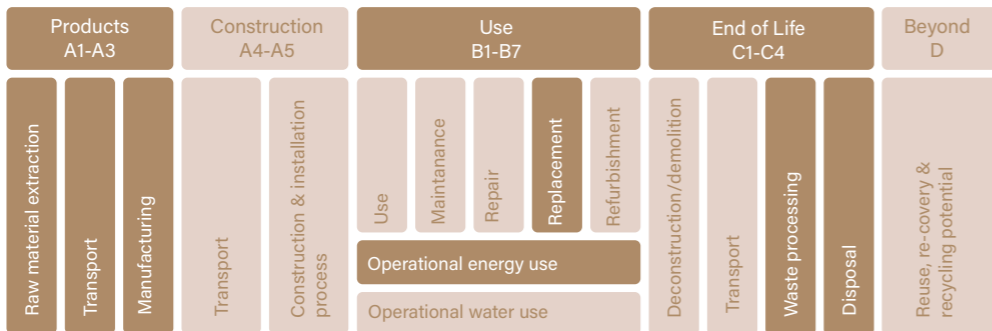 Products
A1-A3
Construction
A4-A5
Use
B1-B7
End of Life
C1-C4
Beyond
D
Raw material extraction
Transport
Manufacturing
Transport
Construction & installation
process
Use
Maintanance
Repair
Replacement
Refurbishment
Operational energy use
Operational water use
Deconstruction/demolition
Transport
Waste processing
Disposal
Reuse, re-covery &
recycling potential